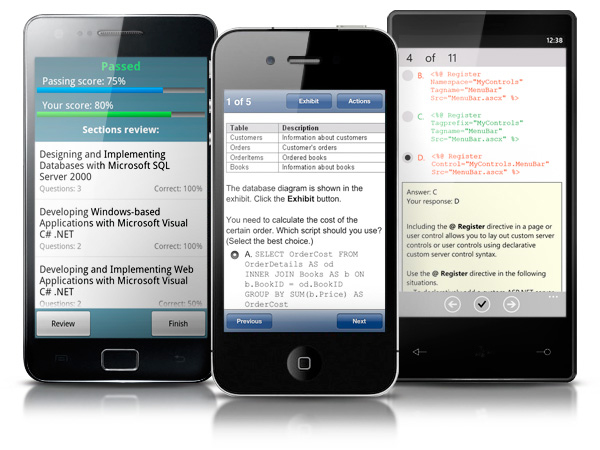 Passed
Passing score: 75%
Your score: 80%
Sections review:
Designing and Implementing
Databases with Microsoft SQL
Server 2000
Questions: 3 Correct: 100%
Developing Windows-based
Applications with Microsoft Visual
C# .NET
Questions: 2 Correct: 100%
Developing and Implementing Web
Applications with Microsoft Visual
C# .NET
Questions: 2 Correct: 50%
Review Finish
1 of 5 Exhibit Actions
Table Description
Customers Information about customers
Orders Customer's orders
OrderItems Ordered books
Books Information about books
The database diagram is shown in the
exhibit. Click the Exhibit button.
You need to calculate the cost of the
certain order. Which script should you use?
(Select the best choice.)
A. SELECT OrderCost FROM
OrderDetails AS od
INNER JOIN Books AS b ON
b.BookID = od.BookID
GROUP BY SUM(b.Price) AS
OrderCost
Previous Next
12:38
4 of 11
B. <%@ Register
Namespace="MyControls"
Tagname="MenuBar"
Src="MenuBar.ascx" %>
C. <%@ Register
Tagprefix="MyControls"
Tagname="MenuBar"
Src="MenuBar.ascx" %>
D. <%@ Register
Control="MyControls.MenuBar"
Src="MenuBar.ascx" %>
Answer: C
Your response: D
Including the @ Register directive in a page or
user control allows you to lay out custom server
controls or user controls using declarative
custom server control syntax.
Use the @ Register directive in the following
situations.